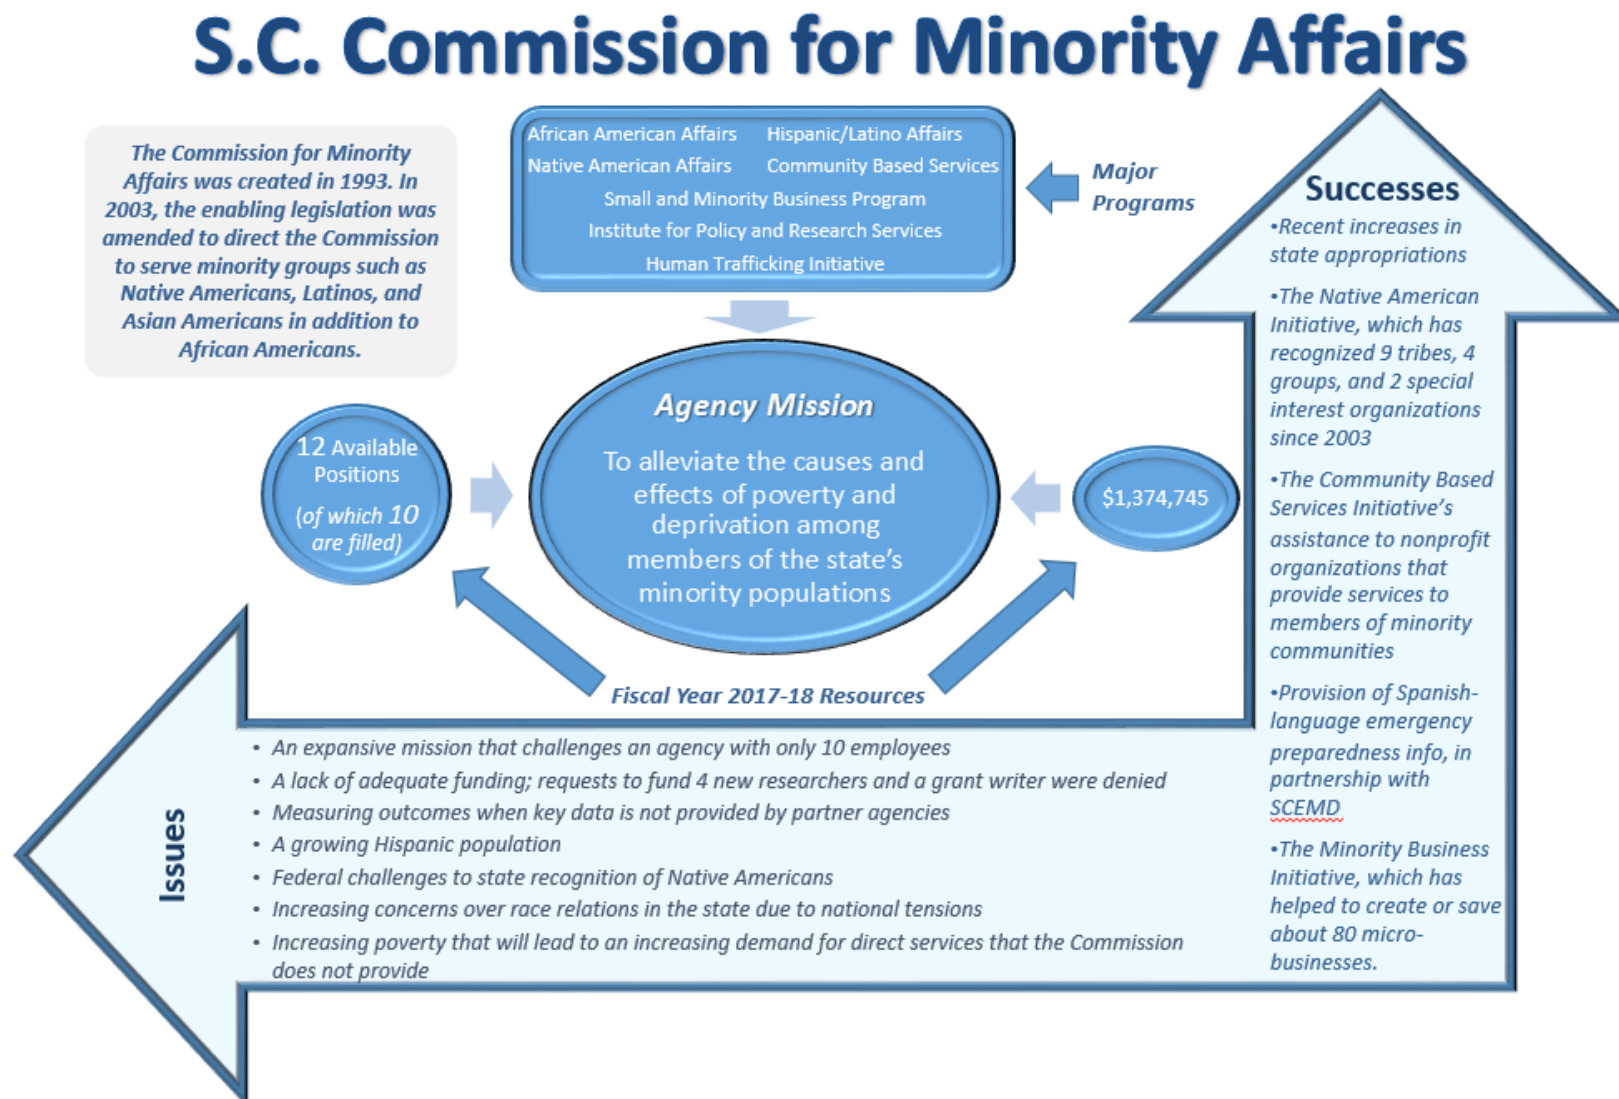 S.C. Commission for Minority Affairs
The Commission for Minority
Affairs was created in 1993. In
2003, the enabling legislation was
amended to direct the Commission
to serve minority groups such as
Native Americans, Latinos, and
Asian Americans in addition to
African Americans.
African American Affairs Hispanic/Latino Affairs
Native American Affairs Community Based Services
Small and Minority Business Program
Institute for Policy and Research Services
Human Trafficking Initiative
Major
Programs
Agency Mission
To alleviate the causes and
effects of poverty and
deprivation among
members of the state’s
minority populations
12 Available
Positions
(of which 10
are filled)
$1,374,745
Fiscal Year 2017-18 Resources
Successes
•Recent increases in
state appropriations
•The Native American
Initiative, which has
recognized 9 tribes, 4
groups, and 2 special
interest organizations
since 2003
•The Community Based
Services Initiative’s
assistance to nonprofit
organizations that
provide services to
members of minority
communities
•Provision of Spanish-
language emergency
preparedness info, in
partnership with
SCEMD
•The Minority Business
Initiative, which has
helped to create or save
about 80 micro-
businesses.
Issues
• An expansive mission that challenges an agency with only 10 employees
• A lack of adequate funding; requests to fund 4 new researchers and a grant writer were denied
• Measuring outcomes when key data is not provided by partner agencies
• A growing Hispanic population
• Federal challenges to state recognition of Native Americans
• Increasing concerns over race relations in the state due to national tensions
• Increasing poverty that will lead to an increasing demand for direct services that the Commission
does not provide